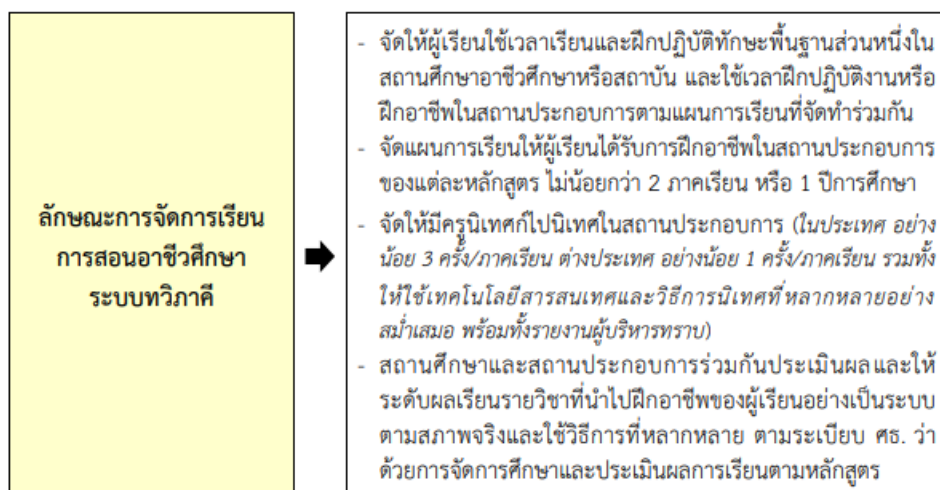 ลักษณะการจัดการเรียน
การสอนอาชีวศึกษา
ระบบทวิภาคี
- จัดให้ผู้เรียนใช้เวลาเรียนและฝึกปฏิบัติทักษะพื้นฐานส่วนหนึ่งใน
สถานศึกษาอาชีวศึกษาหรือสถาบัน และใช้เวลาฝึกปฏิบัติงานหรือ
ฝึกอาชีพในสถานประกอบการตามแผนการเรียนที่จัดทำร่วมกัน
- จัดแผนการเรียนให้ผู้เรียนได้รับการฝึกอาชีพในสถานประกอบการ
ของแต่ละหลักสูตร ไม่น้อยกว่า 2 ภาคเรียน หรือ 1 ปีการศึกษา
- จัดให้มีครูนิเทศก์ไปนิเทศในสถานประกอบการ (ในประเทศ อย่าง
น้อย 3 ครั้ง/ภาคเรียน ต่างประเทศ อย่างน้อย 1 ครั้ง/ภาคเรียน รวมทั้ง
ให้ใช้เทคโนโลยีสารสนเทศและวิธีการนิเทศที่หลากหลายอย่าง
สม่ำเสมอ พร้อมทั้งรายงานผู้บริหารทราบ)
- สถานศึกษาและสถานประกอบการร่วมกันประเมินผลและให้
ระดับผลเรียนรายวิชาที่นำไปฝึกอาชีพของผู้เรียนอย่างเป็นระบบ
ตามสภาพจริงและใช้วิธีการที่หลากหลาย ตามระเบียบ ศธ. ว่า
ด้วยการจัดการศึกษาและประเมินผลการเรียนตามหลักสูตร